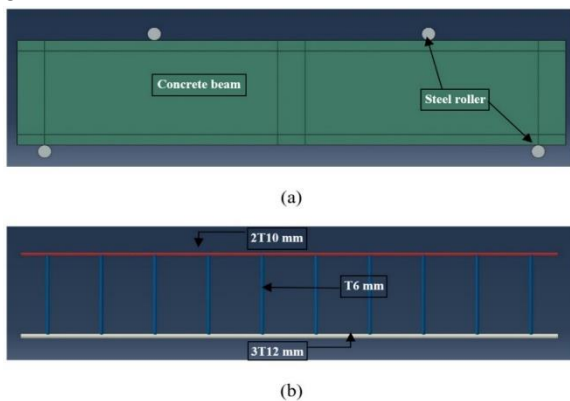 Concrete beam
Steel roller
(a)
2T10 mm
T6 mm
3T12 mm
(b)